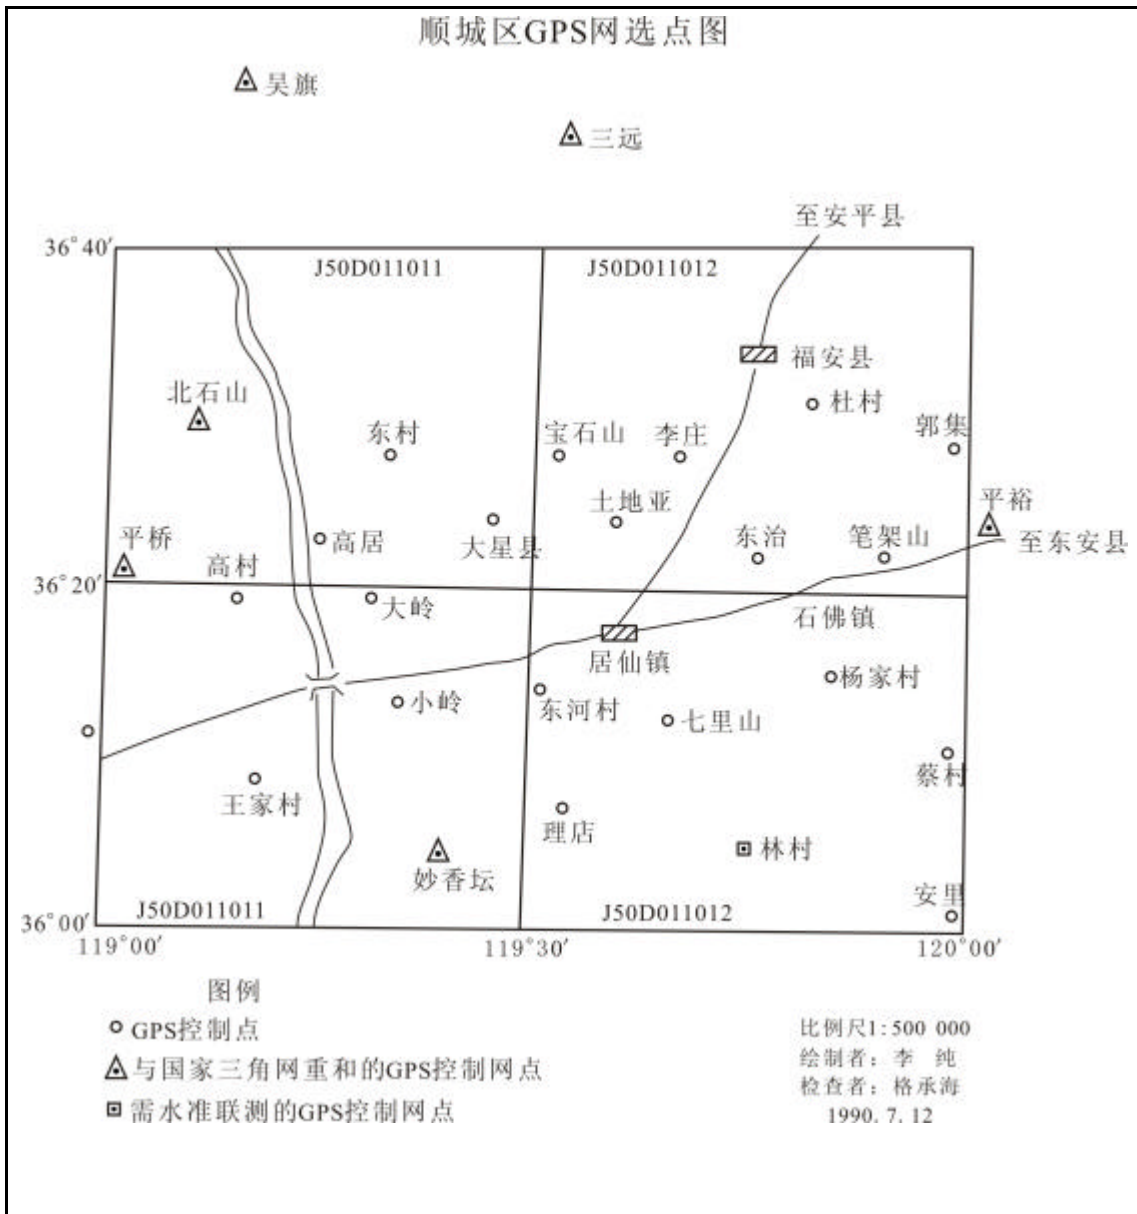 顺城区GPS网选点图
吴旗
三远
至安平县
36°40′
J50D011011
J50D011012
福安县
北石山
杜村
东村
宝石山
李庄
郭集
土地亚
平裕
平桥
高居
大星县
东治
笔架山
至东安县
高村
36°20′
大岭
石佛镇
居仙镇
杨家村
小岭
东河村
七里山
蔡村
王家村
理店
林村
妙香坛
安里
J50D011011
J50D011012
36°00′
119°00′
119°30′
120°00′
图例
GPS控制点
与国家三角网重和的GPS控制网点
需水准联测的GPS控制网点
比例尺1:500 000
绘制者：李 纯
检查者：格承海
1990.7.12